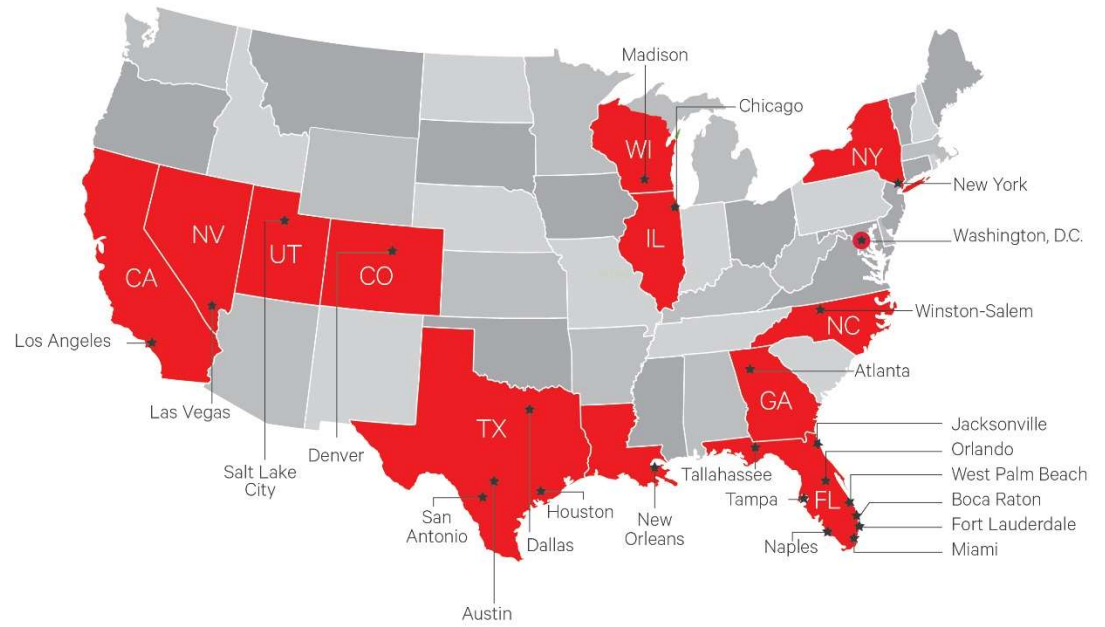 Madison
Chicago
WI
NY
New York
NV
IL
Washington, D.C.
UT
CA
CO
Winston-Salem
NC
Los Angeles
Atlanta
Las Vegas
GA
TX
Jacksonville
Denver
Orlando
Salt Lake
City
Tallahassee
West Palm Beach
FL
Tampa
Boca Raton
San
Antonio
Houston
New
Orleans
Fort Lauderdale
Dallas
Naples
Miami
Austin